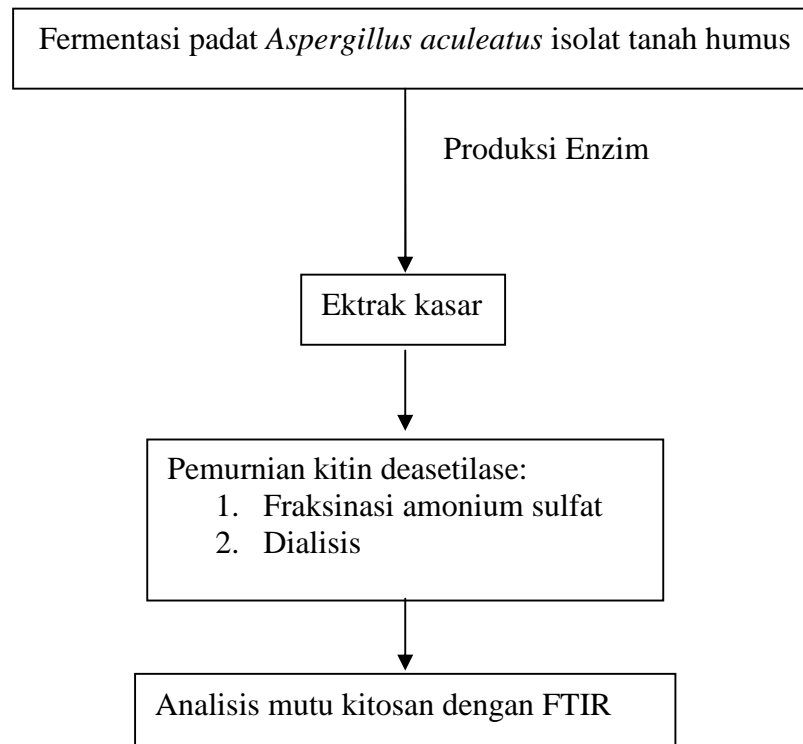 Fermentasi padat Aspergillus aculeatus isolat tanah humus
Produksi Enzim
Ektrak kasar
Pemurnian kitin deasetilase:
1. Fraksinasi amonium sulfat
2. Dialisis
Analisis mutu kitosan dengan FTIR